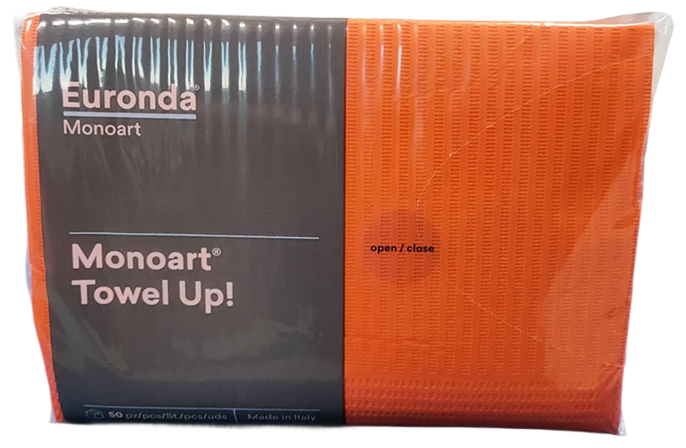 Euronda®
Monoart
Monoart®
Towel Up!
open / close
50 pz/pcs/St./pcs/uds
Made in Italy